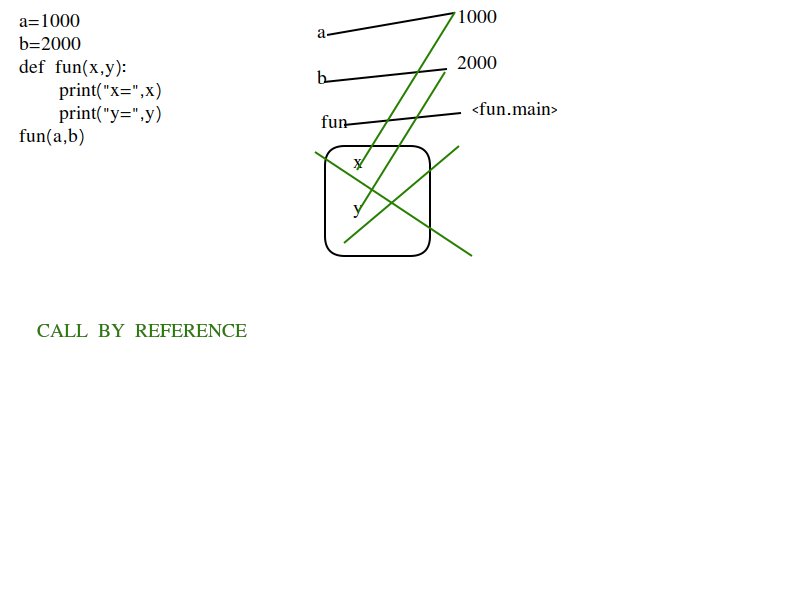 a=1000
b=2000
def fun(x,y):
print("x=",x)
print("y=",y)
fun(a,b)
a
1000
b
2000
fun
<fun.main>
x
y
CALL BY REFERENCE